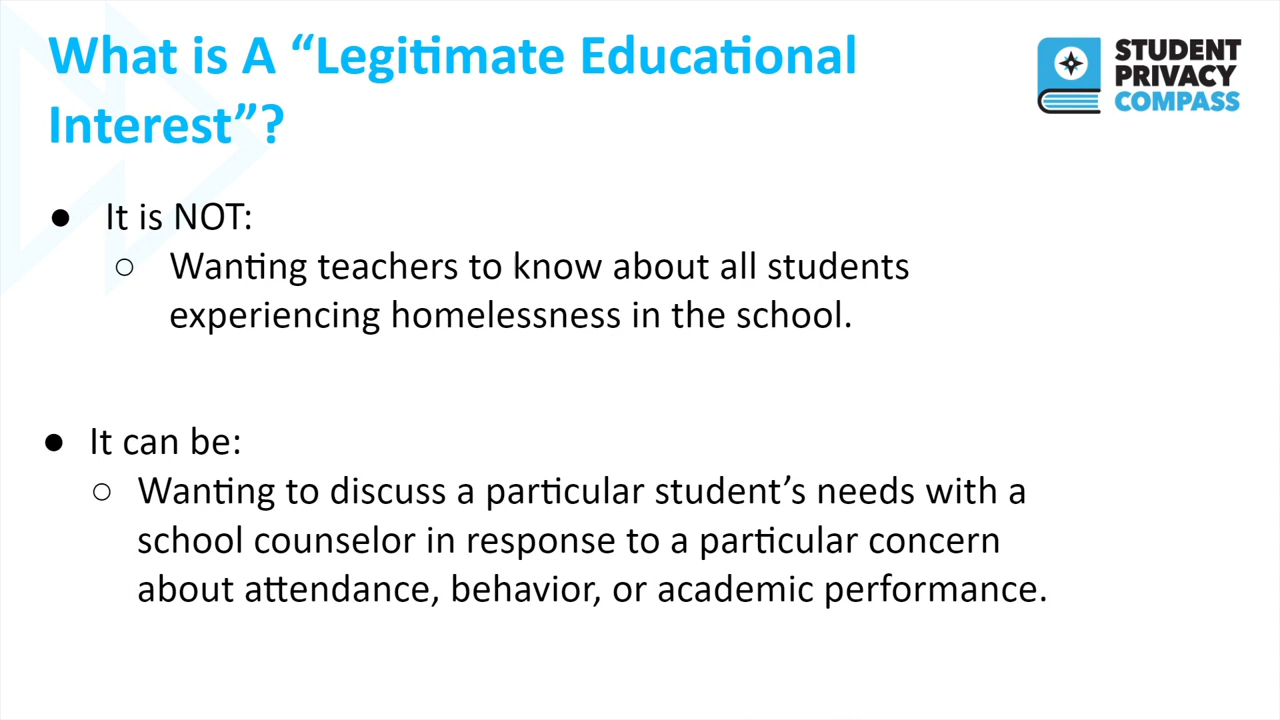 What is A “Legitimate Educational
Interest”?
STUDENT
PRIVACY
COMPASS
● It is NOT:
○ Wanting teachers to know about all students
experiencing homelessness in the school.
● It can be:
○ Wanting to discuss a particular student’s needs with a
school counselor in response to a particular concern
about attendance, behavior, or academic performance.